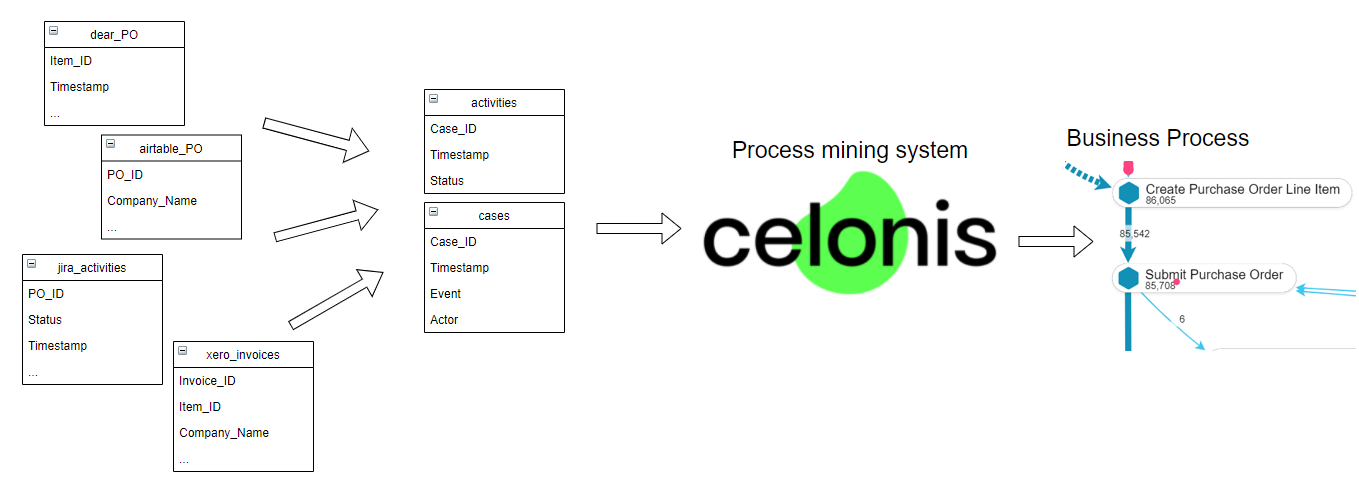 dear_PO
Item_ID
Timestamp
...
airtable_PO
PO_ID
Company_Name
...
jira_activities
PO_ID
Status
Timestamp
...
xero_invoices
Invoice_ID
Item_ID
Company_Name
...
activities
Case_ID
Timestamp
Status
cases
Case_ID
Timestamp
Event
Actor
Process mining system
celonis
Business Process
Create Purchase Order Line Item
86,065
85,542
Submit Purchase Order
85,708
6